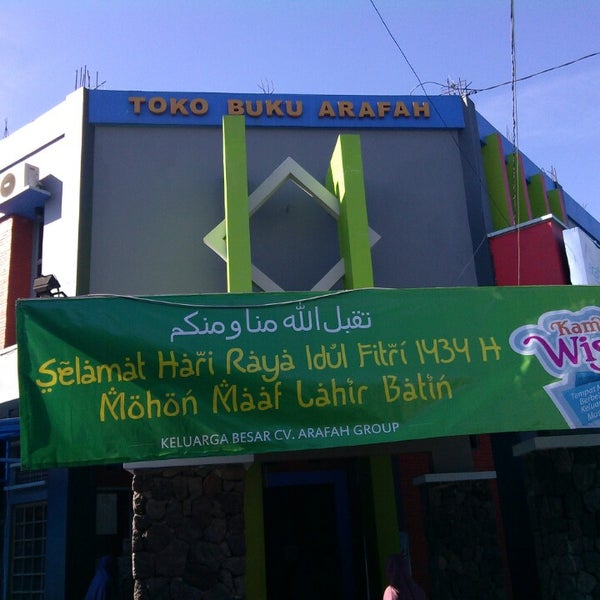 TOKO BUKU ARAFAH
تقبل الله منا ومنكم
Selamat Hari Raya Idul Fitri 1434 H
Mohon Maaf Lahir Batin
KELUARGA BESAR CV. ARAFAH GROUP
Tempat